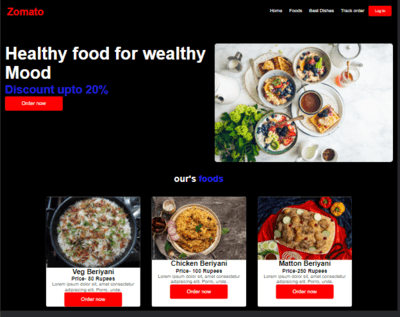 Zomato
Home Foods Best Dishes Track order Log in
Healthy food for wealthy
Mood
Discount upto 20%
Order now
our's foods
Veg Beriyani
Price- 80 Rupees
Lorem ipsum dolor sit, amet consectetur
adipisicing elit. Porro, unde.
Order now
Chicken Beriyani
Price- 100 Rupees
Lorem ipsum dolor sit, amet consectetur
adipisicing elit. Porro, unde.
Order now
Matton Beriyani
Price-250 Rupees
Lorem ipsum dolor sit, amet consectetur
adipisicing elit. Porro, unde.
Order now